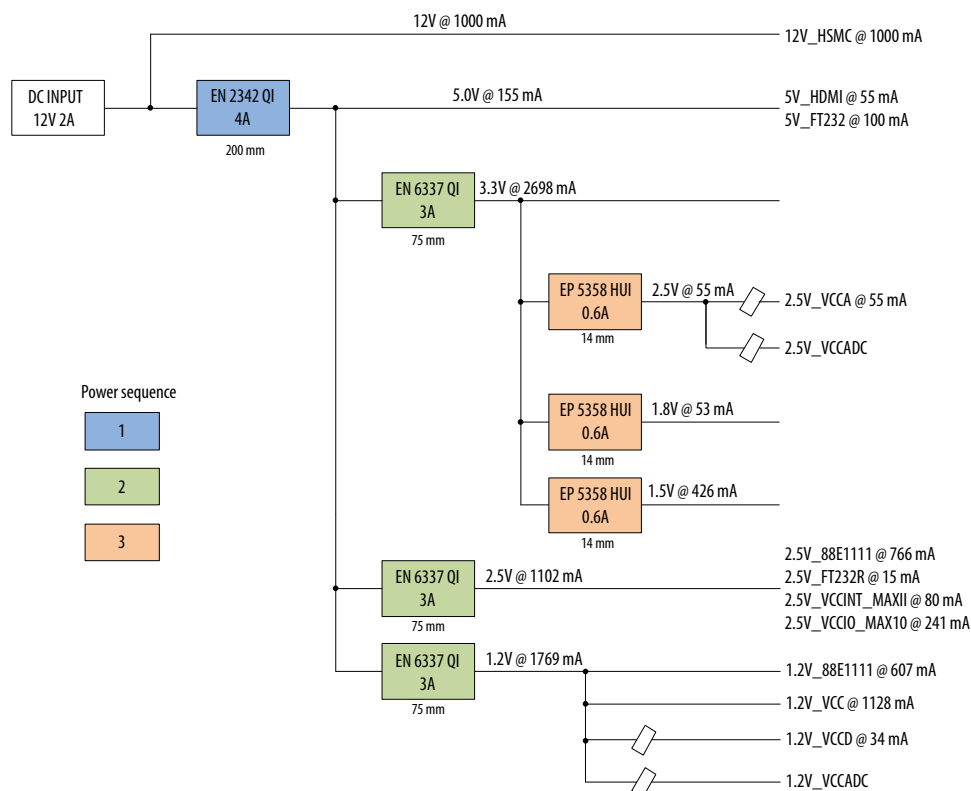 12V @ 1000 mA
12V_HSMC @ 1000 mA
DC INPUT
12V 2A
EN 2342 QI
4A
200 mm
5.0V @ 155 mA
5V_HDMI @ 55 mA
5V_FT232 @ 100 mA
EN 6337 QI
3A
75 mm
3.3V @ 2698 mA
EP 5358 HUI
0.6A
14 mm
2.5V @ 55 mA
2.5V_VCCA @ 55 mA
2.5V_VCCADC
Power sequence
1
2
3
EP 5358 HUI
0.6A
14 mm
1.8V @ 53 mA
EP 5358 HUI
0.6A
14 mm
1.5V @ 426 mA
EN 6337 QI
3A
75 mm
2.5V @ 1102 mA
2.5V_88E1111 @ 766 mA
2.5V_FT232R @ 15 mA
2.5V_VCCINT_MAXII @ 80 mA
2.5V_VCCIO_MAX10 @ 241 mA
EN 6337 QI
3A
75 mm
1.2V @ 1769 mA
1.2V_88E1111 @ 607 mA
1.2V_VCC @ 1128 mA
1.2V_VCCD @ 34 mA
1.2V_VCCADC